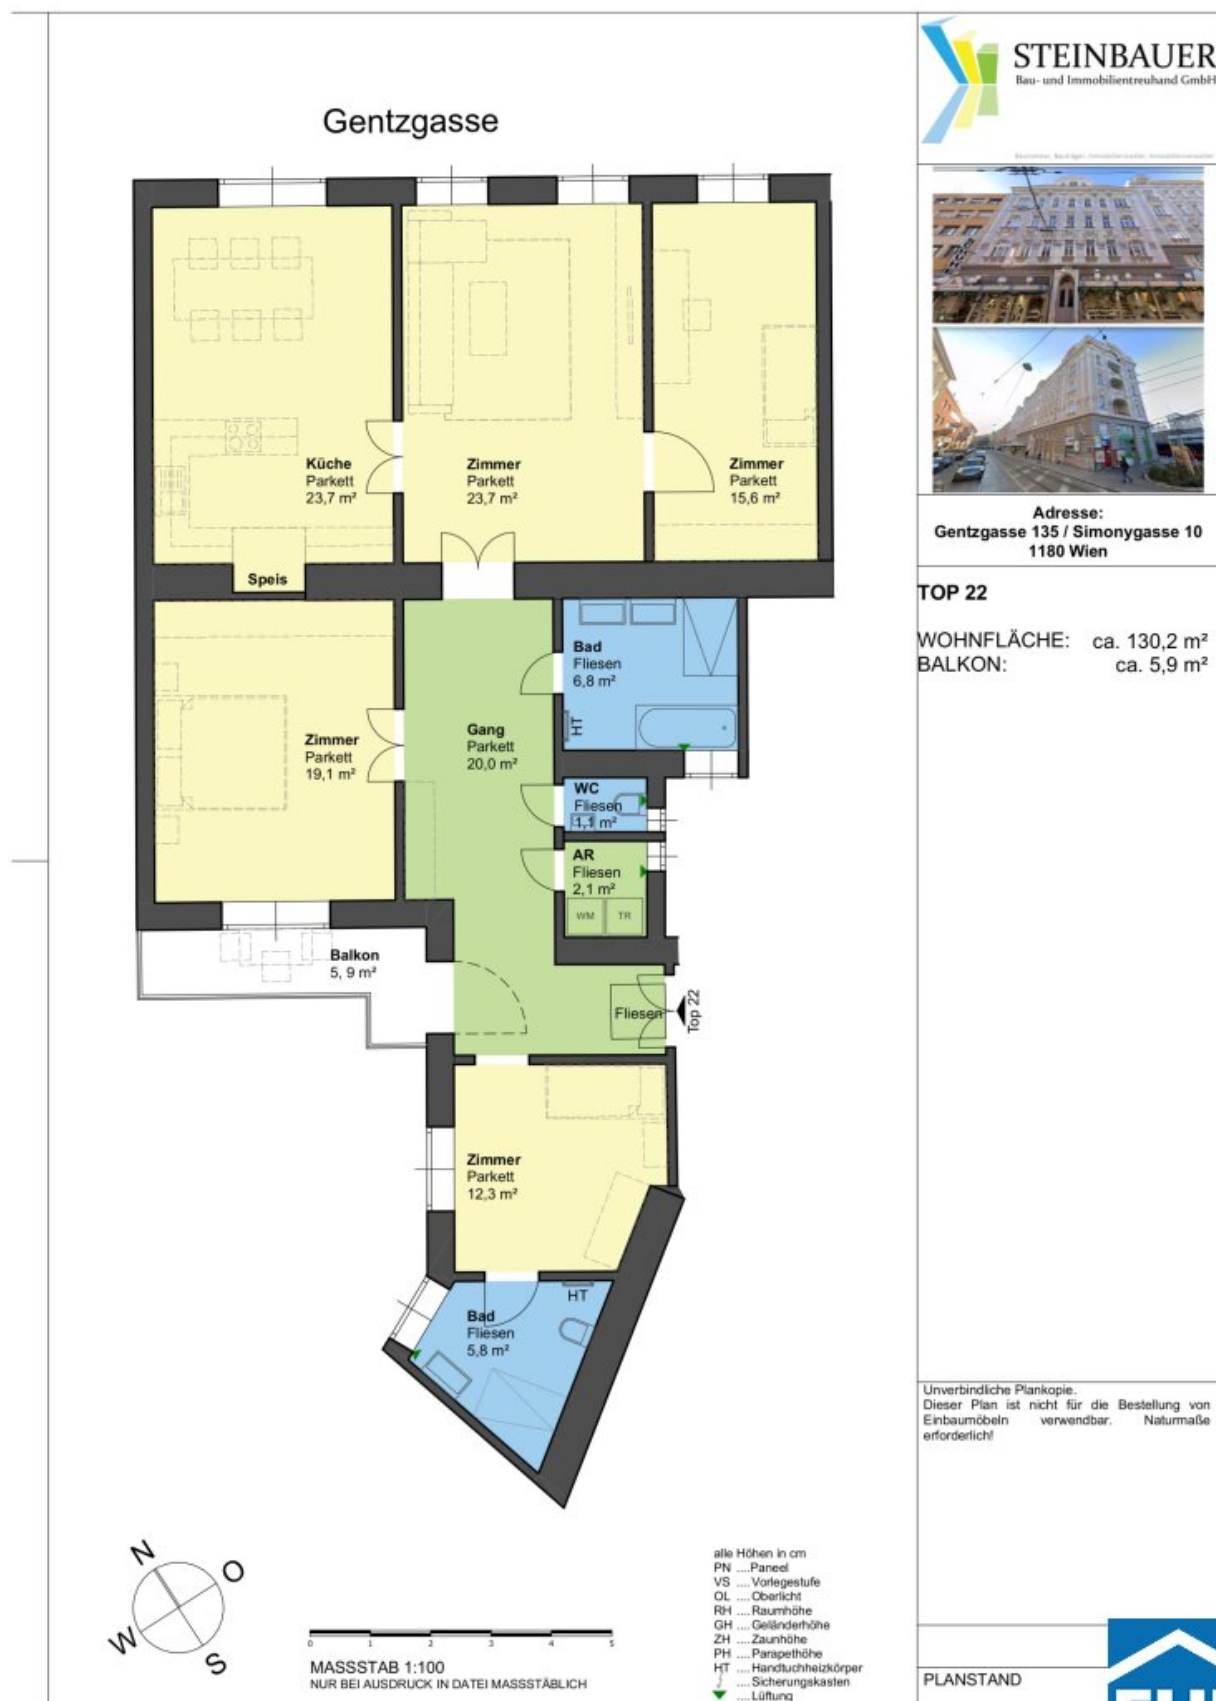 Gentzgasse
Küche
Parkett
23,7 m²
Zimmer
Parkett
23,7 m²
Zimmer
Parkett
15,6 m²
Speis
Zimmer
Parkett
19,1 m²
Gang
Parkett
20,0 m²
Bad
Fliesen
6,8 m²
HT
WC
Fliesen
1,1 m²
AR
Fliesen
2,1 m²
WM
TR
Balkon
5, 9 m²
Fliesen
Top 22
Zimmer
Parkett
12,3 m²
HT
Bad
Fliesen
5,8 m²
N
O
W
S
0 1 2 3 4 5
MASSSTAB 1:100
NUR BEI AUSDRUCK IN DATEI MASSSTÄBLICH
alle Höhen in cm
PN ....Paneel
VS ....Vorlegestufe
OL ....Oberlicht
RH ....Raumhöhe
GH ....Geländerhöhe
ZH ....Zaunhöhe
PH ....Parapethöhe
HT ....Handtuchheizkörper
....Sicherungskasten
....Lüftung
STEINBAUER
Bau- und Immobilientreuhand GmbH
Adresse:
Gentzgasse 135 / Simonygasse 10
1180 Wien
TOP 22
WOHNFLÄCHE: ca. 130,2 m²
BALKON: ca. 5,9 m²
Unverbindliche Plankopie.
Dieser Plan ist nicht für die Bestellung von
Einbaumöbeln verwendbar. Naturmaße
erforderlich!
PLANSTAND